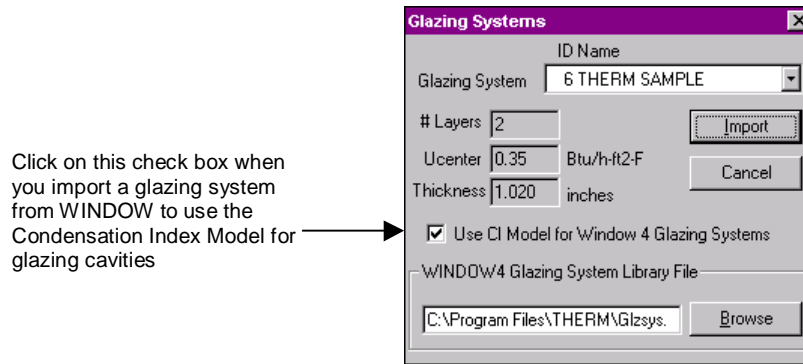 Glazing Systems
ID Name
Glazing System 6 THERM SAMPLE
# Layers 2
Import
Ucenter 0.35 Btu/h-ft2-F
Cancel
Thickness 1.020 inches
Click on this check box when
you import a glazing system
from WINDOW to use the
Condensation Index Model for
glazing cavities
Use CI Model for Window 4 Glazing Systems
WINDOW4 Glazing System Library File
C:\Program Files\THERM\Glzsys.
Browse